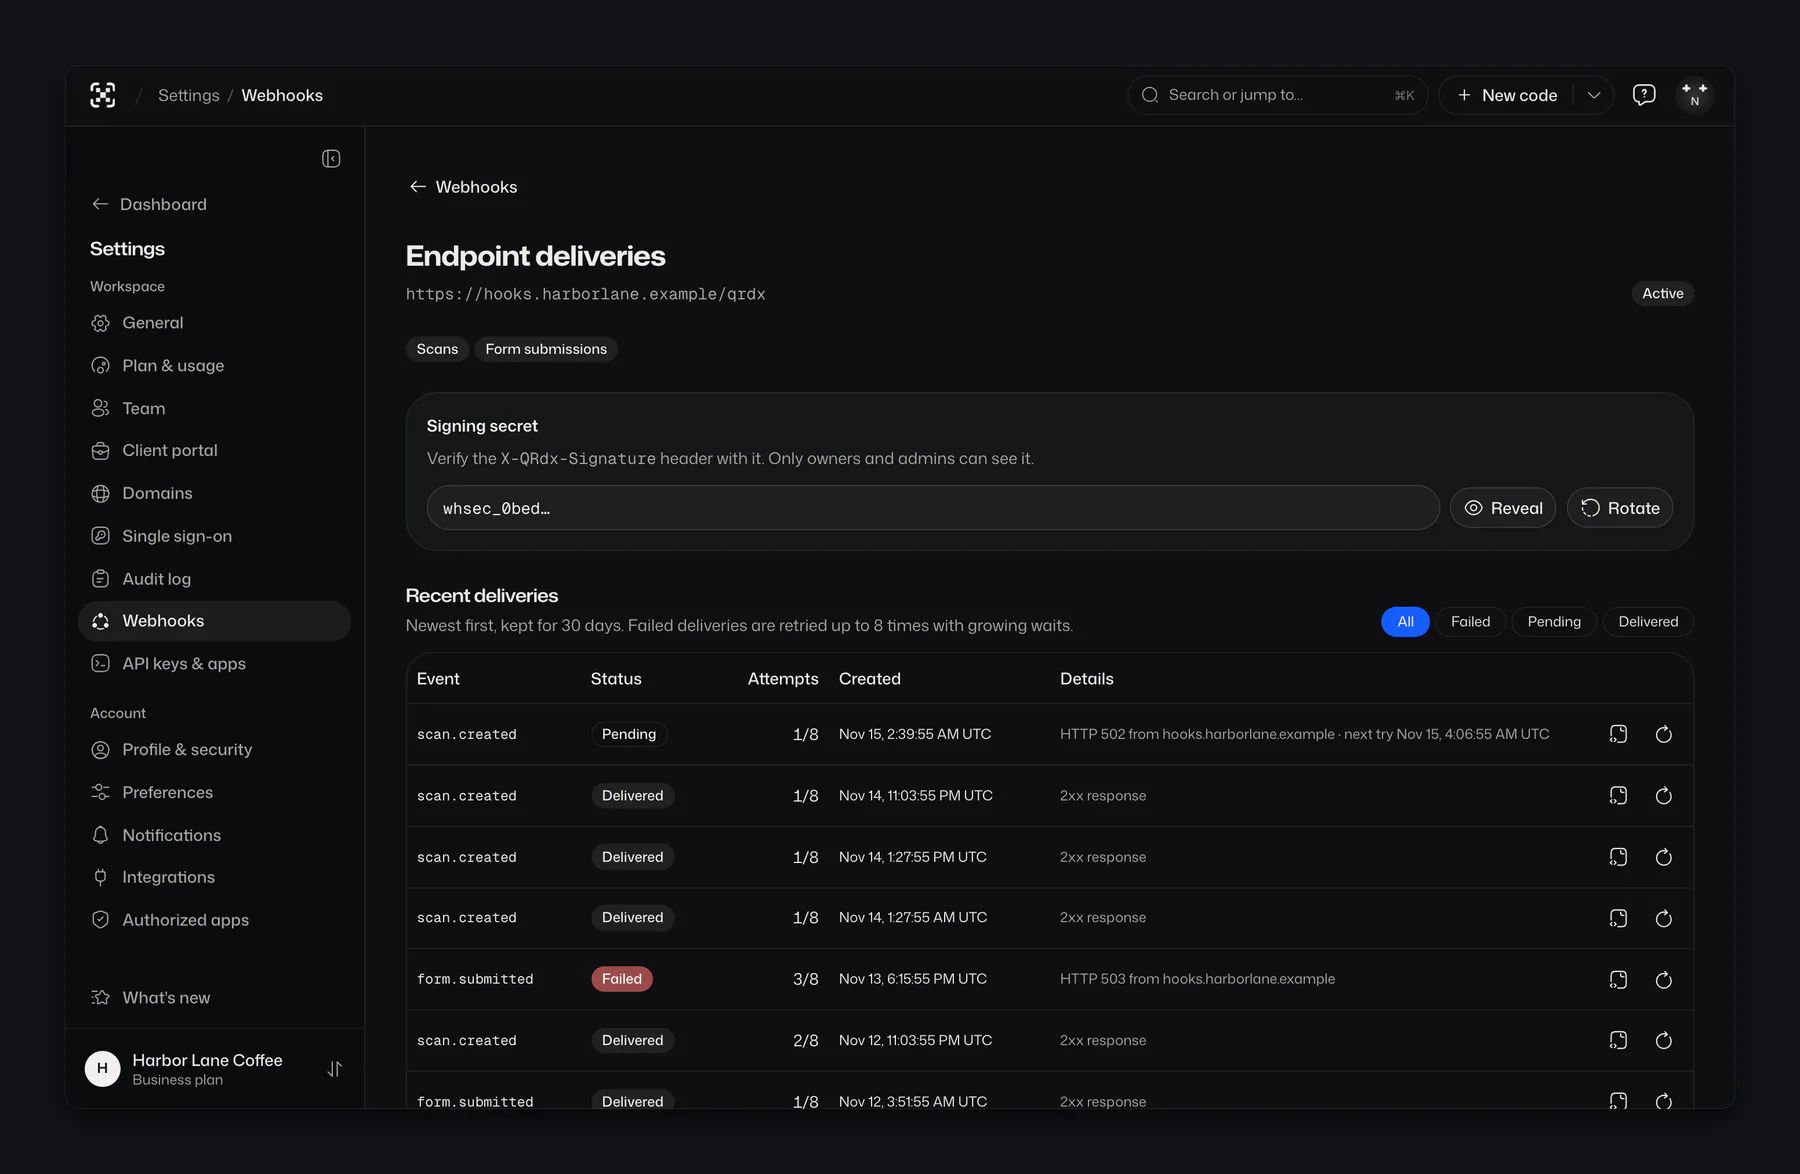 / Settings / Webhooks
Search or jump to... ⌘K
+ New code
?
N
← Dashboard
Settings
Workspace
General
Plan & usage
Team
Client portal
Domains
Single sign-on
Audit log
Webhooks
API keys & apps
Account
Profile & security
Preferences
Notifications
Integrations
Authorized apps
What's new
H
Harbor Lane Coffee
Business plan
← Webhooks
Endpoint deliveries
https://hooks.harborlane.example/qrdx
Active
Scans Form submissions
Signing secret
Verify the X-QRdx-Signature header with it. Only owners and admins can see it.
whsec_0bed…
Reveal Rotate
Recent deliveries
Newest first, kept for 30 days. Failed deliveries are retried up to 8 times with growing waits.
All Failed Pending Delivered
Event Status Attempts Created Details
scan.created Pending 1/8 Nov 15, 2:39:55 AM UTC HTTP 502 from hooks.harborlane.example · next try Nov 15, 4:06:55 AM UTC
scan.created Delivered 1/8 Nov 14, 11:03:55 PM UTC 2xx response
scan.created Delivered 1/8 Nov 14, 1:27:55 PM UTC 2xx response
scan.created Delivered 1/8 Nov 14, 1:27:55 AM UTC 2xx response
form.submitted Failed 3/8 Nov 13, 6:15:55 PM UTC HTTP 503 from hooks.harborlane.example
scan.created Delivered 2/8 Nov 12, 11:03:55 PM UTC 2xx response
form.submitted Delivered 1/8 Nov 12, 3:51:55 AM UTC 2xx response